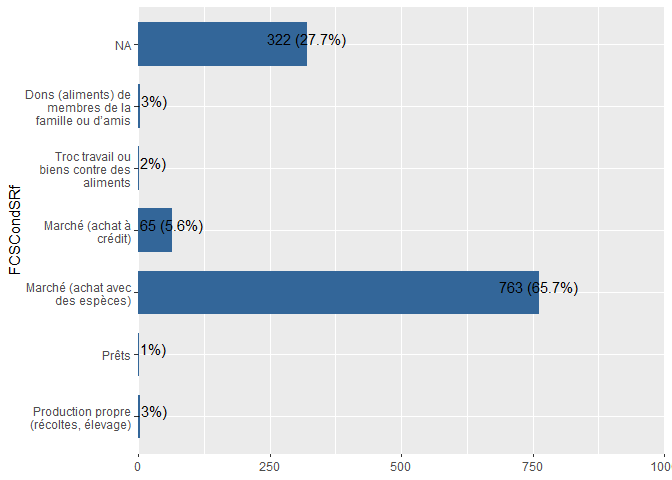 FCSCondSRf
NA
322 (27.7%)
Dons (aliments) de
membres de la
famille ou d'amis
3%)
Troc travail ou
biens contre des
aliments
2%)
Marché (achat à
crédit)
65 (5.6%)
Marché (achat avec
des espèces)
763 (65.7%)
Prêts
1%)
Production propre
(récoltes, élevage)
3%)
0
250
500
750
100